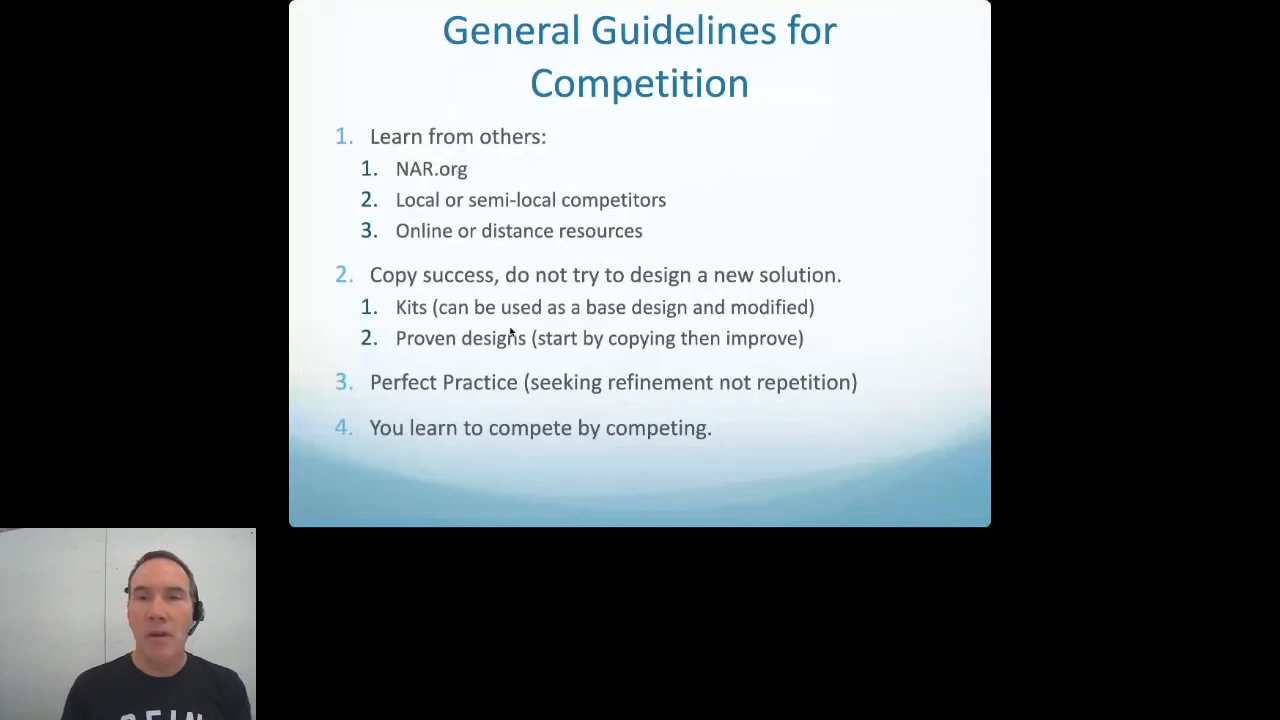 General Guidelines for
Competition
1. Learn from others:
1. NAR.org
2. Local or semi-local competitors
3. Online or distance resources
2. Copy success, do not try to design a new solution.
1. Kits (can be used as a base design and modified)
2. Proven designs (start by copying then improve)
3. Perfect Practice (seeking refinement not repetition)
4. You learn to compete by competing.